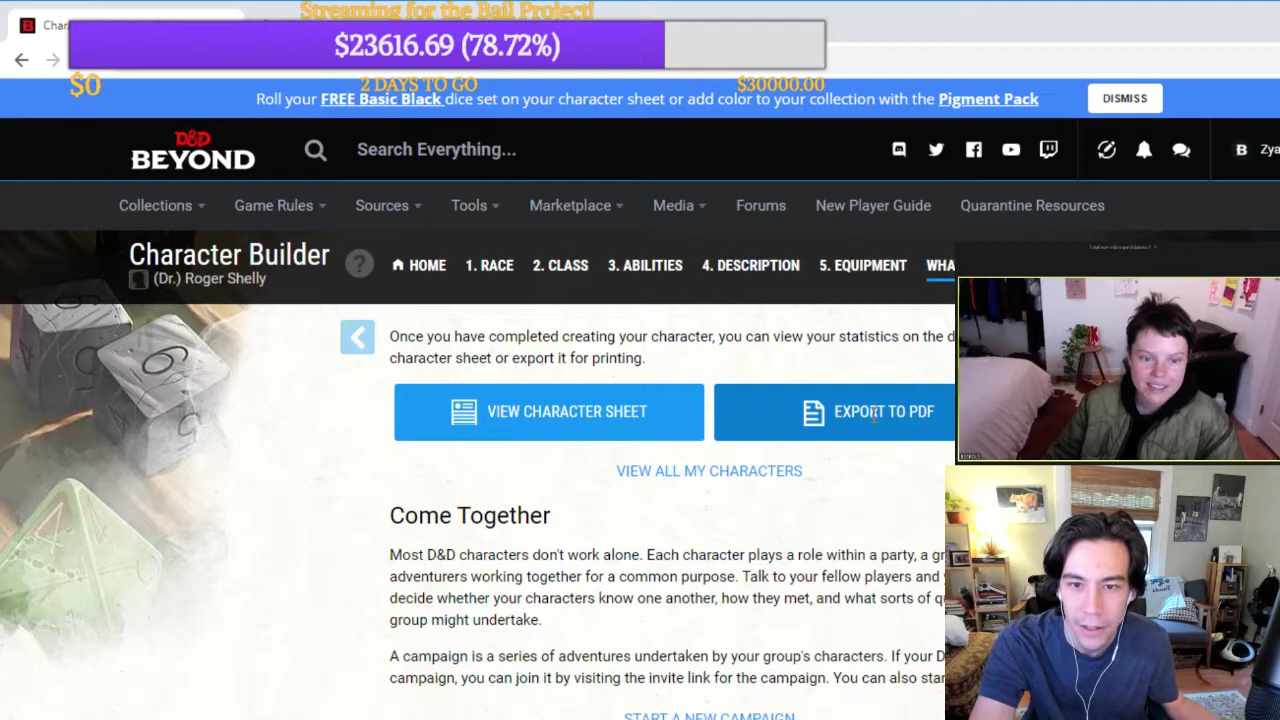 Streaming for the Bail Project!
Char
$23616.69 (78.72%)
$0
2 DAYS TO GO
$30000.00
Roll your FREE Basic Black dice set on your character sheet or add color to your collection with the Pigment Pack
DISMISS
D&D
BEYOND
Search Everything...
B Zya
Collections
Game Rules
Sources
Tools
Marketplace
Media
Forums
New Player Guide
Quarantine Resources
Character Builder
?
(Dr.) Roger Shelly
HOME
1. RACE
2. CLASS
3. ABILITIES
4. DESCRIPTION
5. EQUIPMENT
WHA
Once you have completed creating your character, you can view your statistics on the d
character sheet or export it for printing.
VIEW CHARACTER SHEET
EXPORT TO PDF
VIEW ALL MY CHARACTERS
Come Together
Most D&D characters don't work alone. Each character plays a role within a party, a gr
adventurers working together for a common purpose. Talk to your fellow players and
decide whether your characters know one another, how they met, and what sorts of q
group might undertake.
A campaign is a series of adventures undertaken by your group's characters. If your D
campaign, you can join it by visiting the invite link for the campaign. You can also star
START A NEW CAMPAIGN